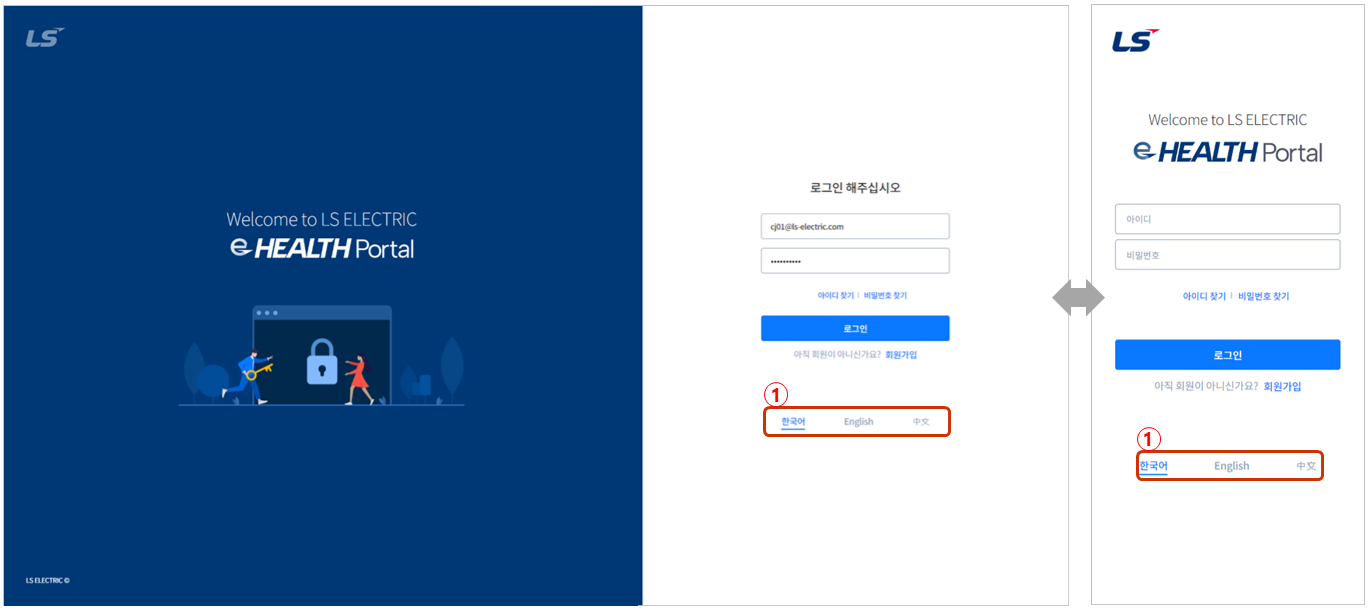 LS
Welcome to LS ELECTRIC
e HEALTH Portal
LS ELECTRIC ©
로그인 해주십시오
cj01@ls-electric.com
••••••••••
아이디 찾기 | 비밀번호 찾기
로그인
아직 회원이 아니신가요? 회원가입
①
한국어 English 中文
LS
Welcome to LS ELECTRIC
e HEALTH Portal
아이디
비밀번호
아이디 찾기 | 비밀번호 찾기
로그인
아직 회원이 아니신가요? 회원가입
①
한국어 English 中文